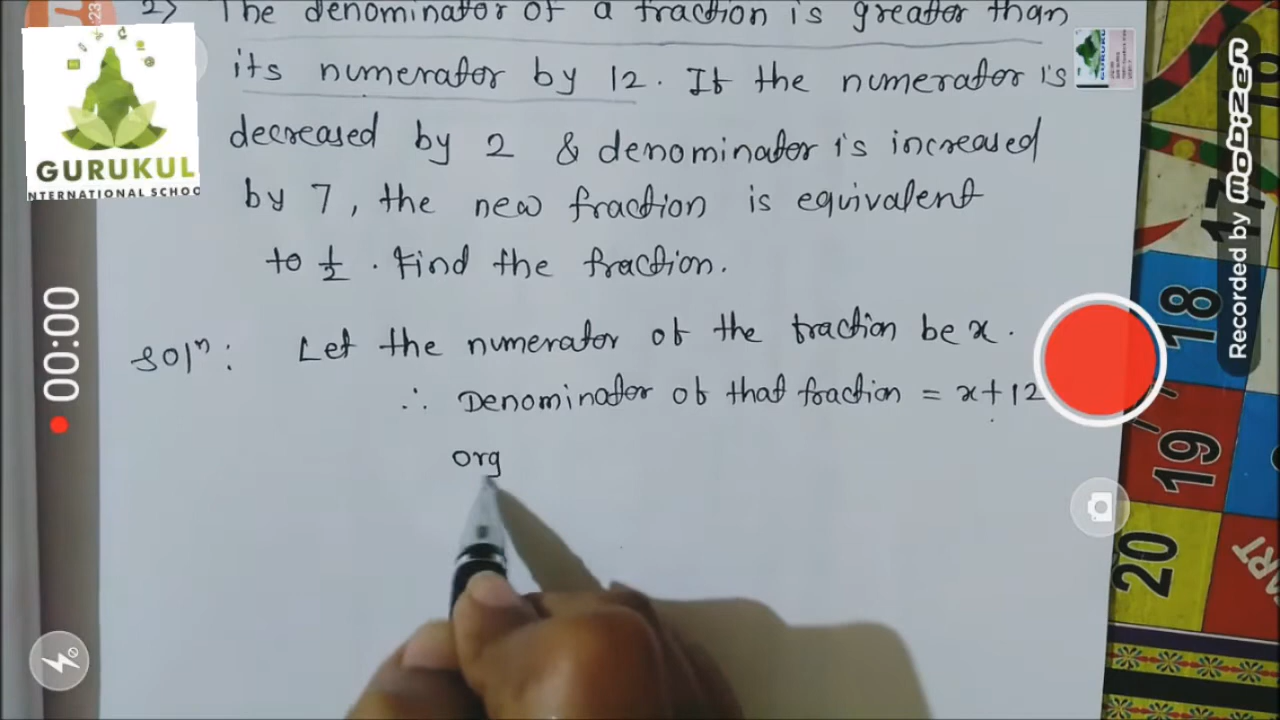 2) The denominator of a fraction is greater than
its numerator by 12. If the numerator is
decreased by 2 & denominator is increased
by 7, the new fraction is equivalent
to 1/2. Find the fraction.
Soln: Let the numerator of the fraction be x.
∴ Denominator of that fraction = x+12
Org
GURUKUL
INTERNATIONAL SCHOO
00:00
Recorded by mobizen
17
18
19
20